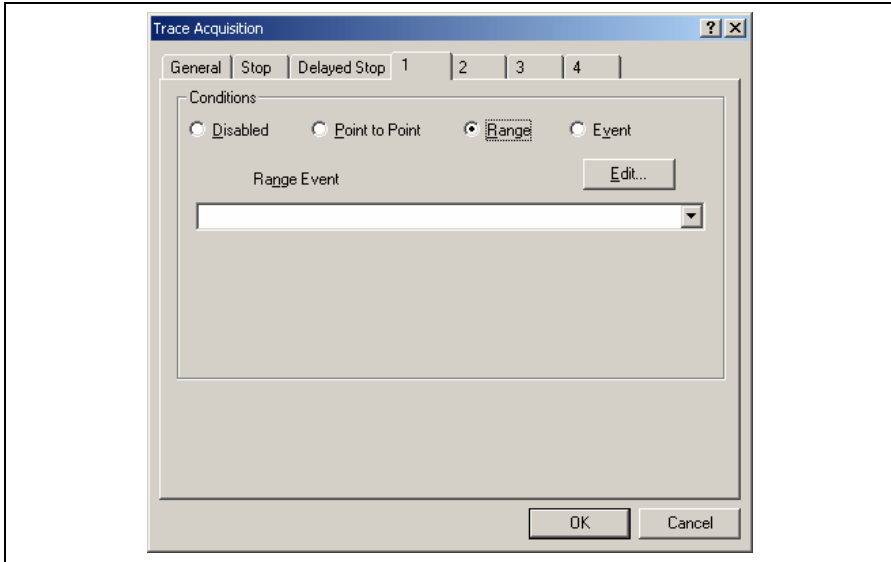 Trace Acquisition
General Stop Delayed Stop 1 2 3 4
Conditions
Disabled Point to Point Range Event
Range Event Edit...
OK Cancel